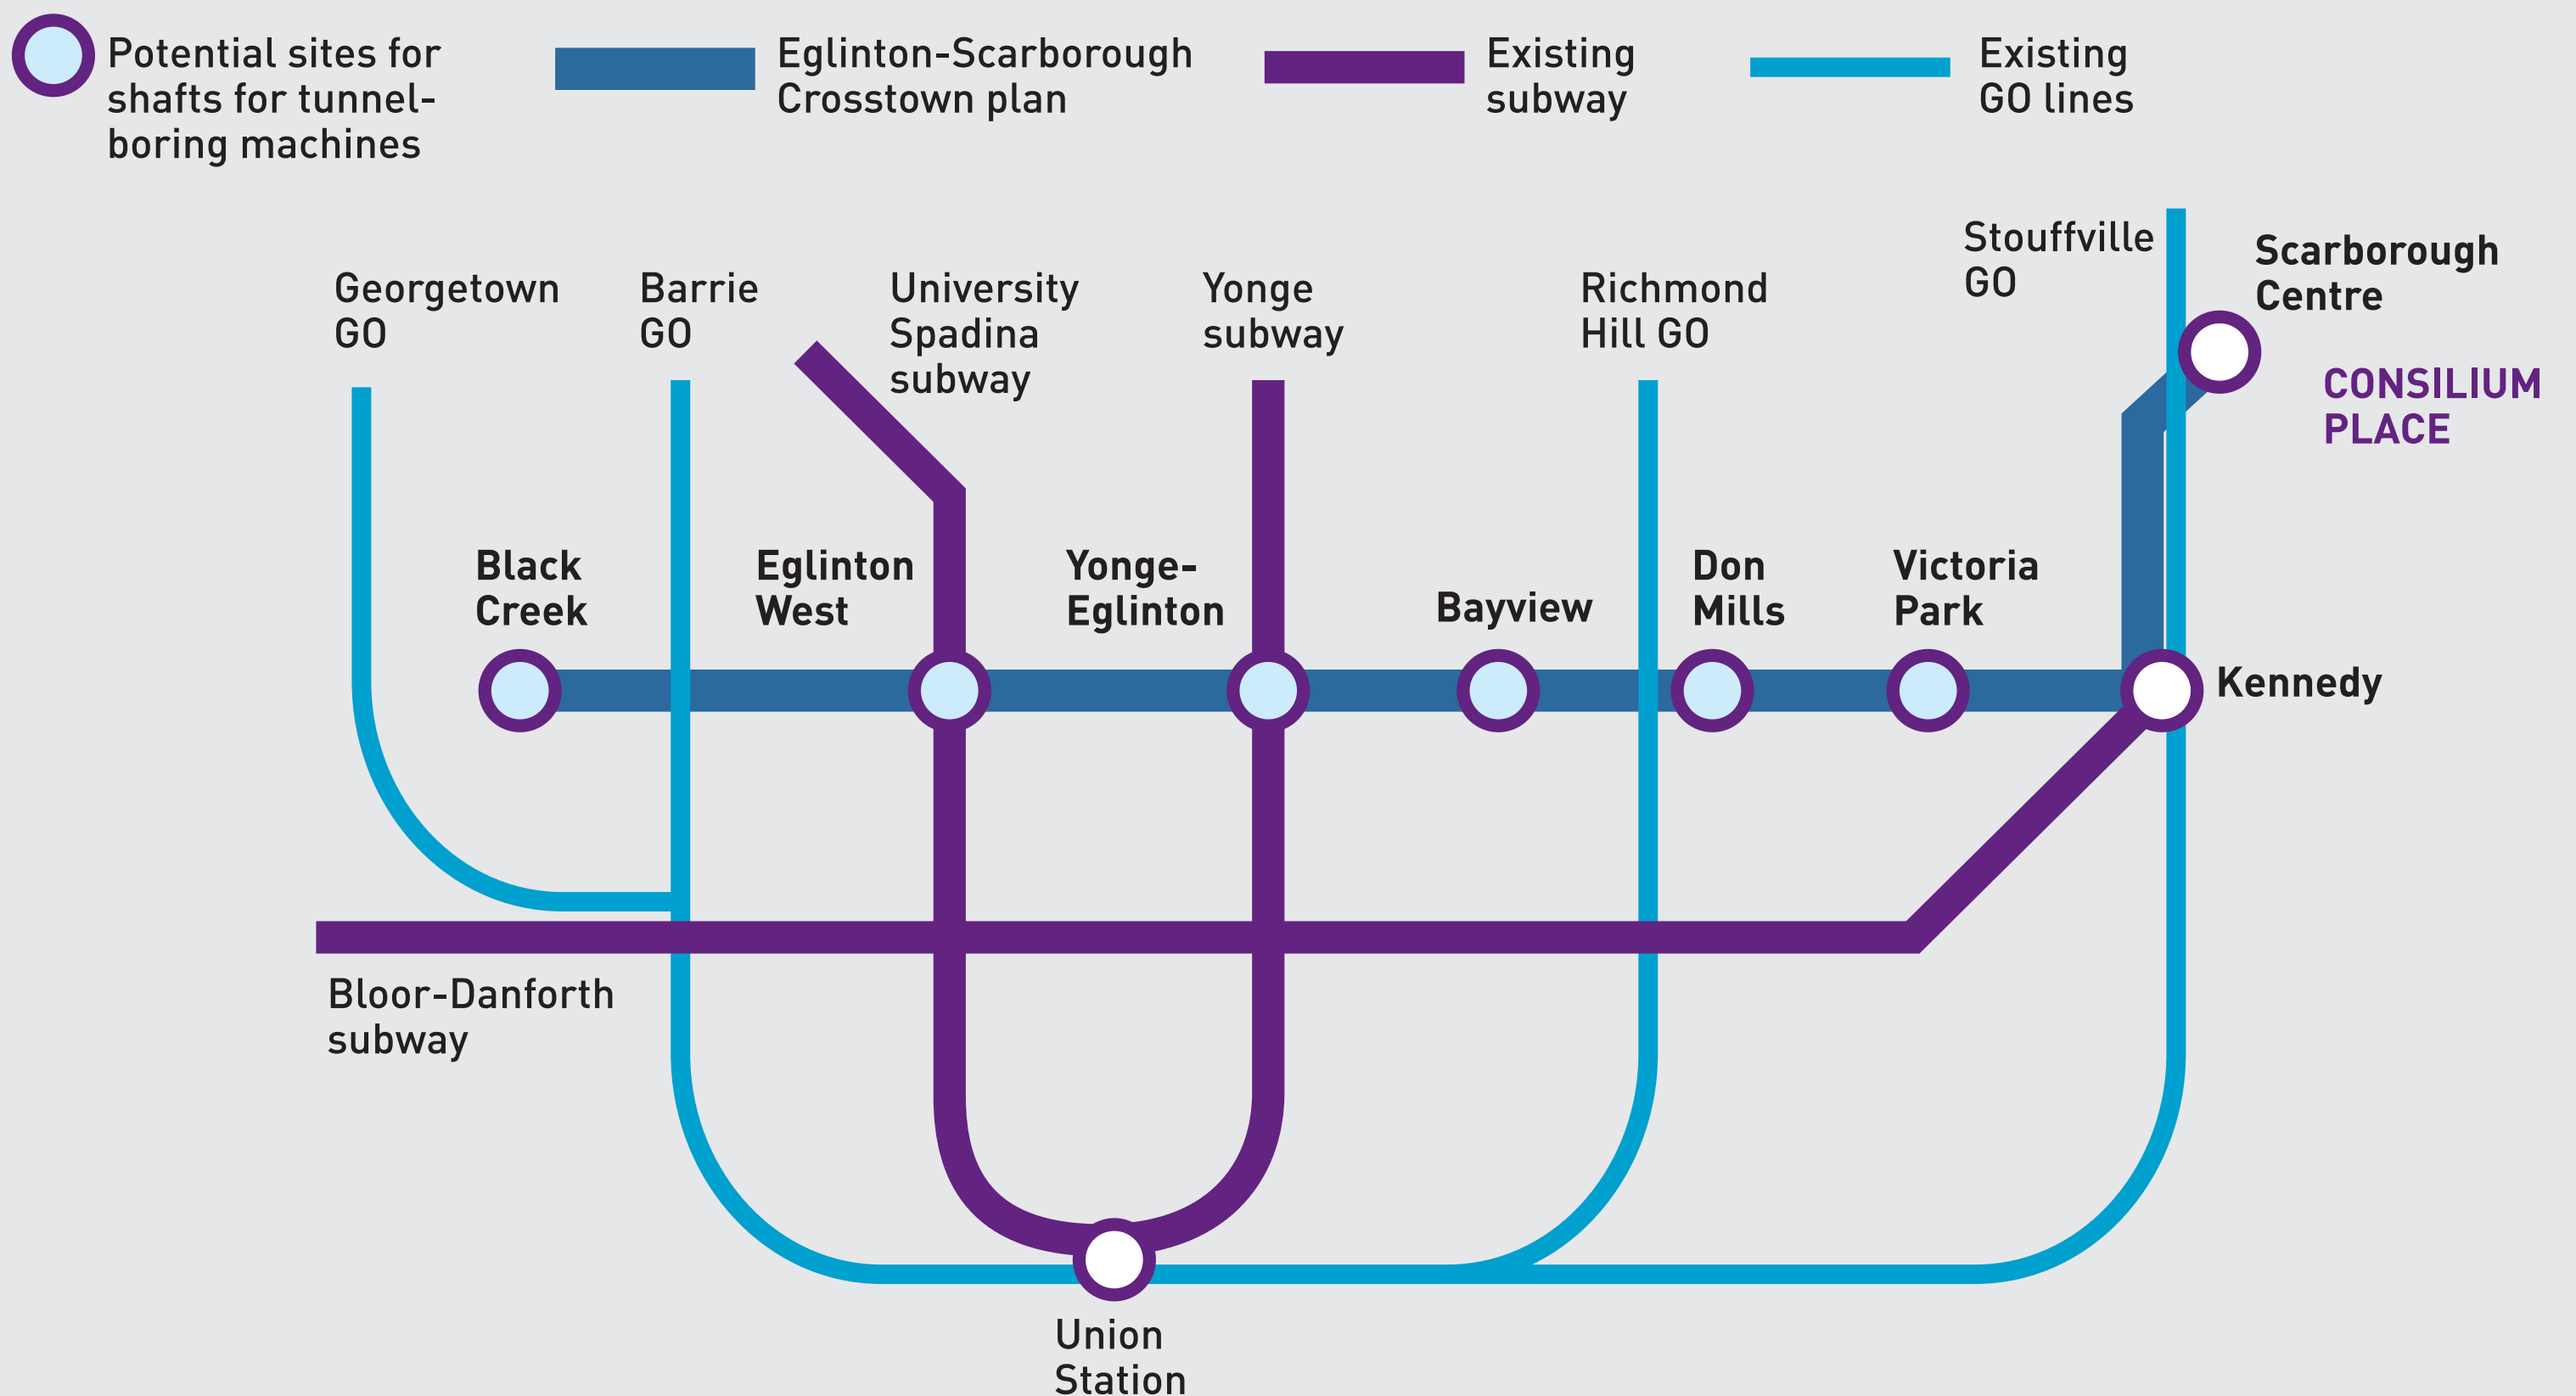 Potential sites for
shafts for tunnel-
boring machines
Eglinton-Scarborough
Crosstown plan
Existing
subway
Existing
GO lines
Georgetown
GO
Barrie
GO
University
Spadina
subway
Yonge
subway
Richmond
Hill GO
Stouffville
GO
Scarborough
Centre
CONSILIUM
PLACE
Black
Creek
Eglinton
West
Yonge-
Eglinton
Bayview
Don
Mills
Victoria
Park
Kennedy
Bloor-Danforth
subway
Union
Station